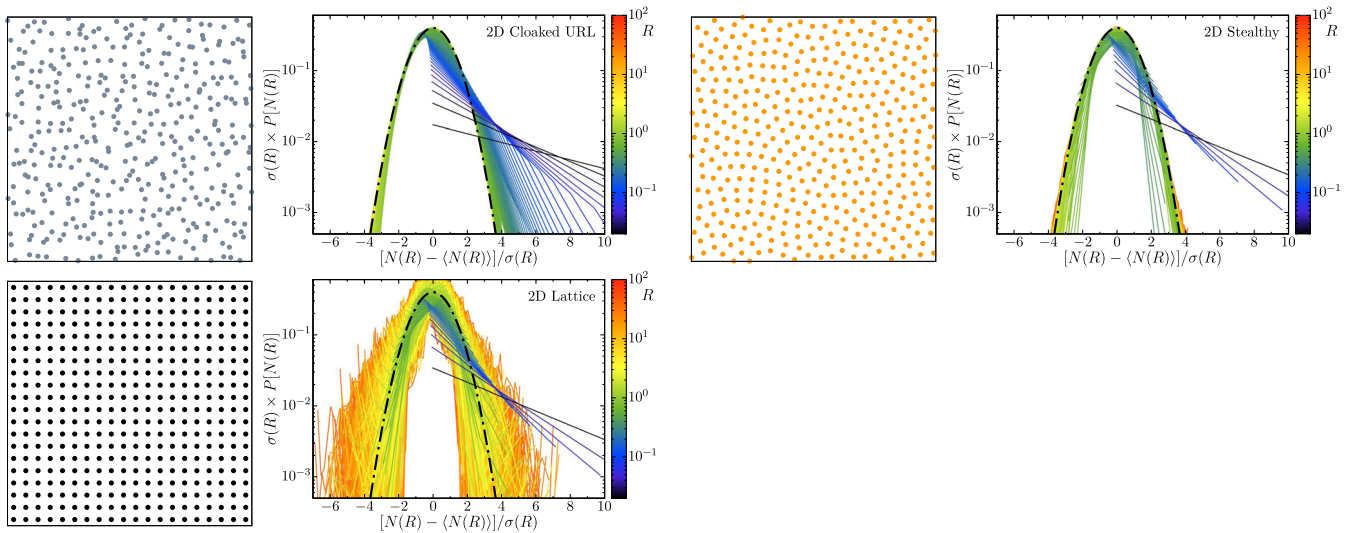 2D Cloaked URL
σ(R) × P[N(R)]
10^−1
10^−2
10^−3
−6 −4 −2 0 2 4 6 8 10
[N(R) − ⟨N(R)⟩]/σ(R)
10^2
R
10^1
10^0
10^−1
2D Stealthy
σ(R) × P[N(R)]
10^−1
10^−2
10^−3
−6 −4 −2 0 2 4 6 8 10
[N(R) − ⟨N(R)⟩]/σ(R)
10^2
R
10^1
10^0
10^−1
2D Lattice
σ(R) × P[N(R)]
10^−1
10^−2
10^−3
−6 −4 −2 0 2 4 6 8 10
[N(R) − ⟨N(R)⟩]/σ(R)
10^2
R
10^1
10^0
10^−1